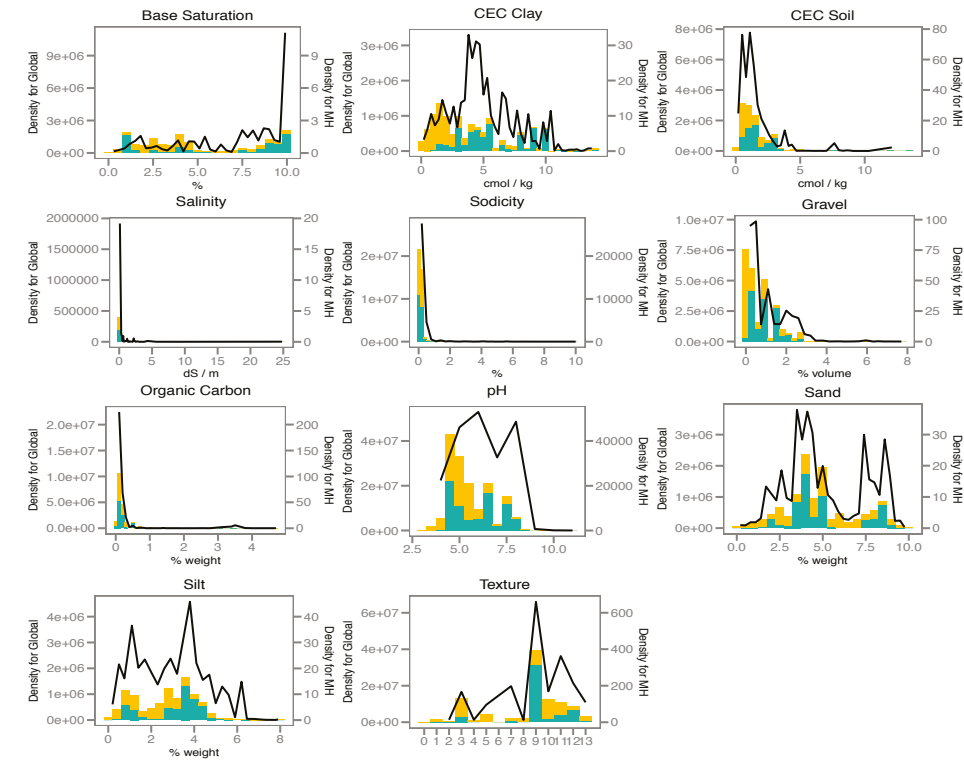 Base Saturation
Density for Global
9e+06
6e+06
3e+06
0e+00
9
6
3
0
Density for MH
0.0 2.5 5.0 7.5 10.0
%
CEC Clay
Density for Global
3e+06
2e+06
1e+06
0e+00
30
20
10
0
Density for MH
0 5 10
cmol / kg
CEC Soil
Density for Global
8e+06
6e+06
4e+06
2e+06
0e+00
80
60
40
20
0
Density for MH
0 5 10
cmol / kg
Salinity
Density for Global
2000000
1500000
1000000
500000
0
20
15
10
5
0
Density for MH
0 5 10 15 20 25
dS / m
Sodicity
Density for Global
2e+07
1e+07
0e+00
20000
10000
0
Density for MH
0 2 4 6 8 10
%
Gravel
Density for Global
1.0e+07
7.5e+06
5.0e+06
2.5e+06
0.0e+00
100
75
50
25
0
Density for MH
0 2 4 6 8
% volume
Organic Carbon
Density for Global
2.0e+07
1.5e+07
1.0e+07
5.0e+06
0.0e+00
200
150
100
50
0
Density for MH
0 1 2 3 4
% weight
pH
Density for Global
4e+07
2e+07
0e+00
40000
20000
0
Density for MH
2.5 5.0 7.5 10.0
Sand
Density for Global
3e+06
2e+06
1e+06
0e+00
30
20
10
0
Density for MH
0.0 2.5 5.0 7.5 10.0
% weight
Silt
Density for Global
4e+06
3e+06
2e+06
1e+06
0e+00
40
30
20
10
0
Density for MH
0 2 4 6 8
% weight
Texture
Density for Global
6e+07
4e+07
2e+07
0e+00
600
400
200
0
Density for MH
0 1 2 3 4 5 6 7 8 9 10 11 12 13